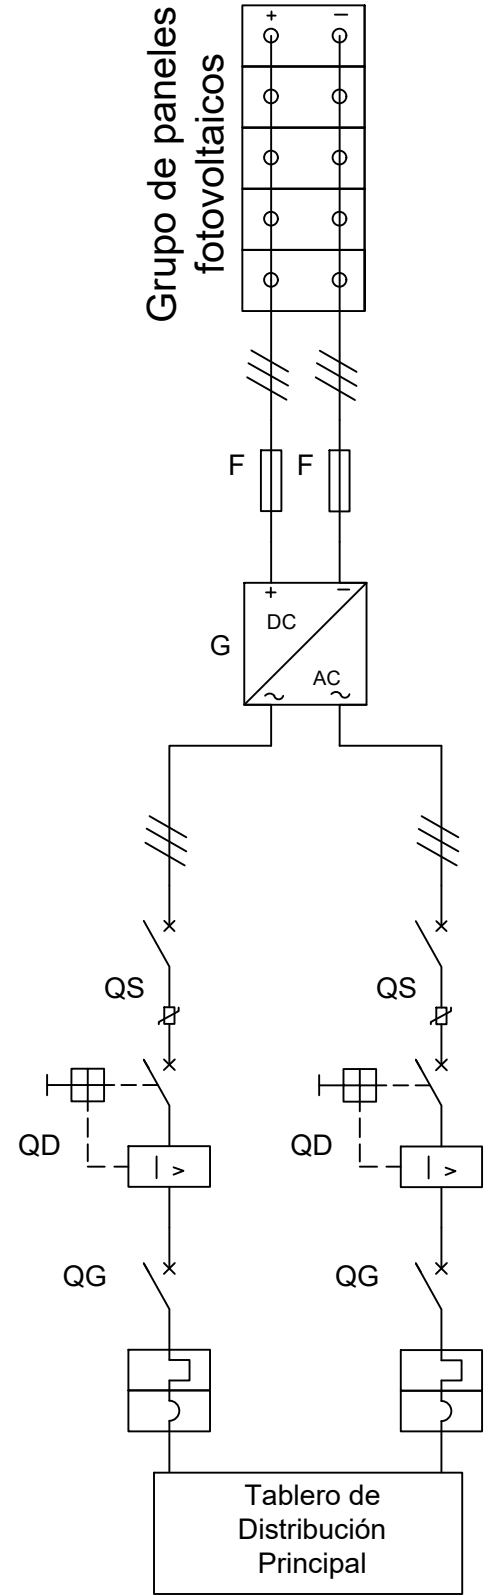 Grupo de paneles
fotovoltaicos
+ −
F F
+ −
DC
G
AC
~ ~
QS QS
QD QD
I > I >
QG QG
Tablero de
Distribución
Principal